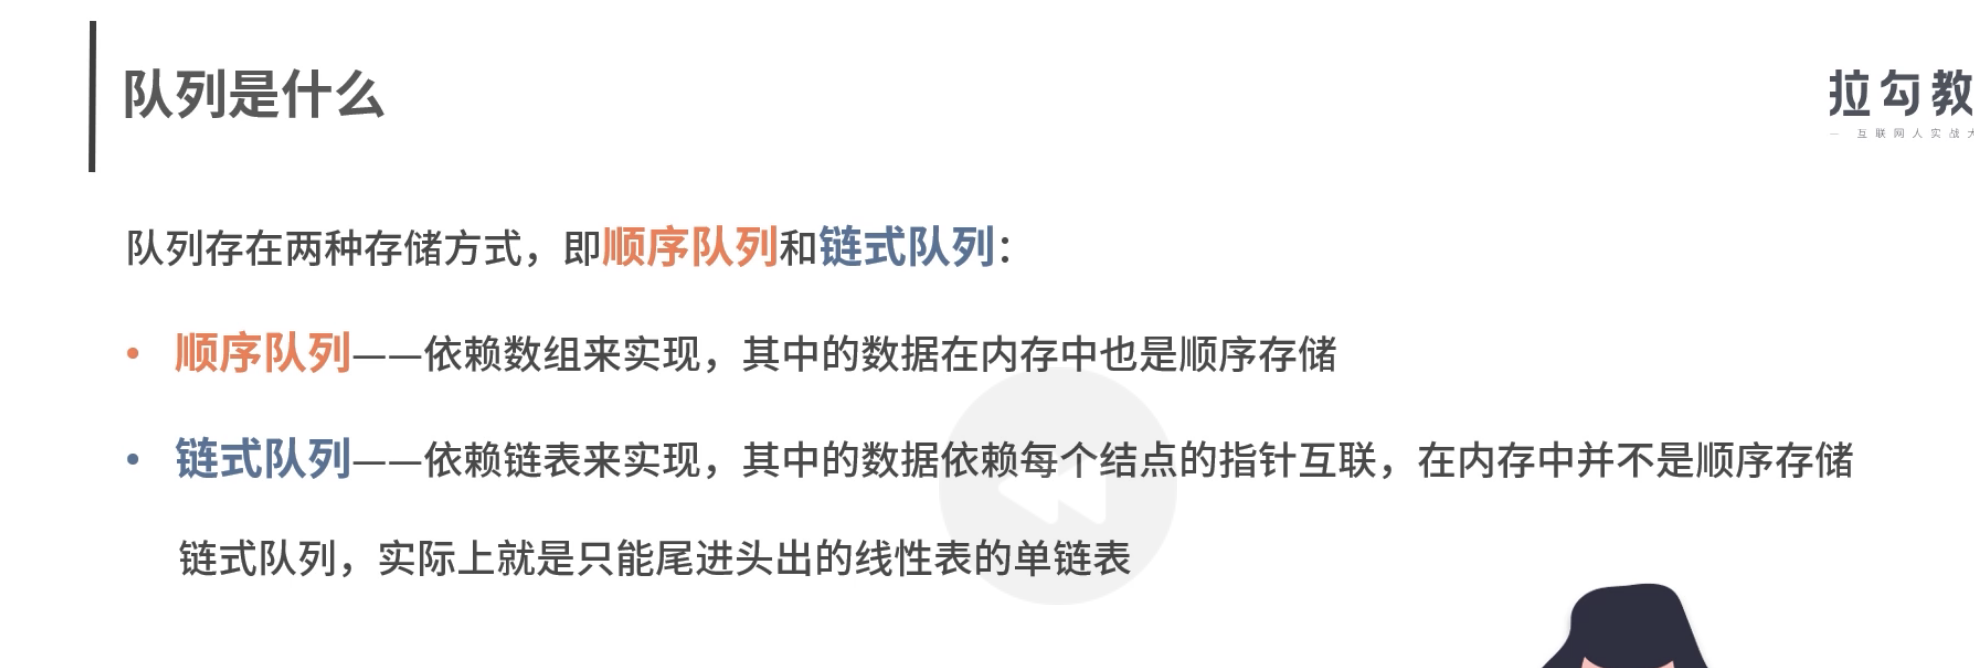 队列是什么
拉勾教
— 互联网人实战
队列存在两种存储方式，即顺序队列和链式队列：
• 顺序队列——依赖数组来实现，其中的数据在内存中也是顺序存储
• 链式队列——依赖链表来实现，其中的数据依赖每个结点的指针互联，在内存中并不是顺序存储
链式队列，实际上就是只能尾进头出的线性表的单链表